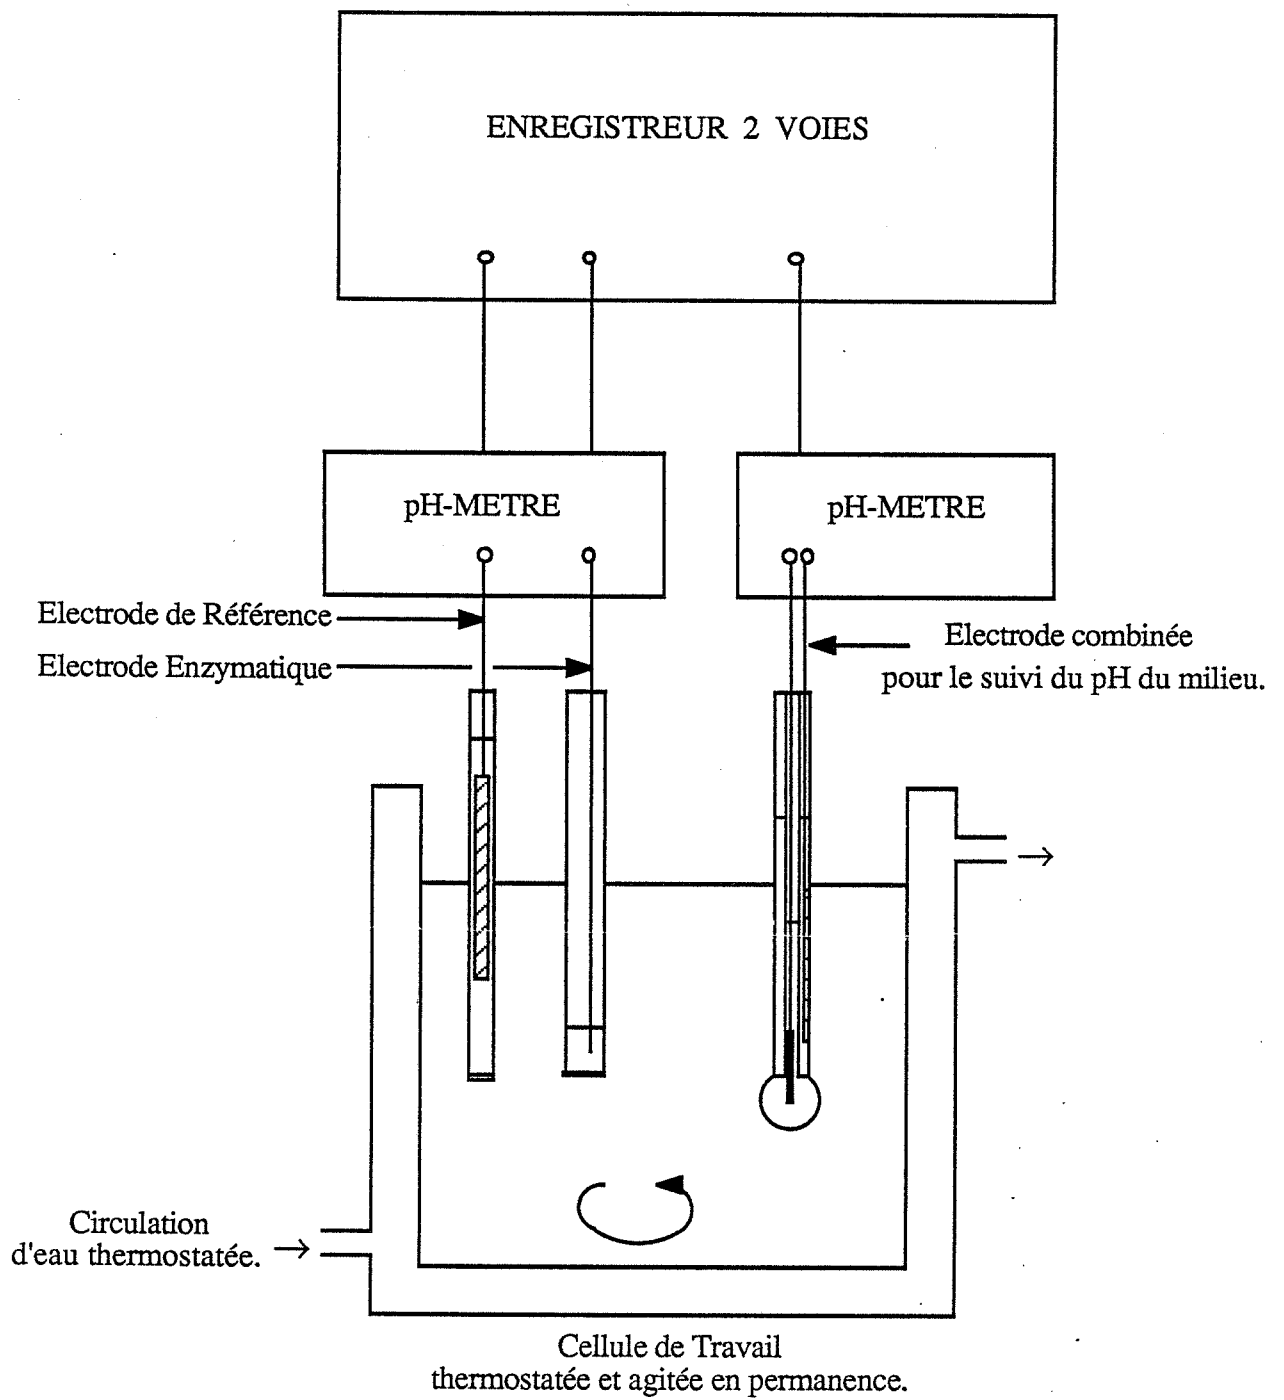 ENREGISTREUR 2 VOIES
pH-METRE
pH-METRE
Electrode de Référence
Electrode Enzymatique
Electrode combinée
pour le suivi du pH du milieu.
Circulation
d'eau thermostatée.
Cellule de Travail
thermostatée et agitée en permanence.